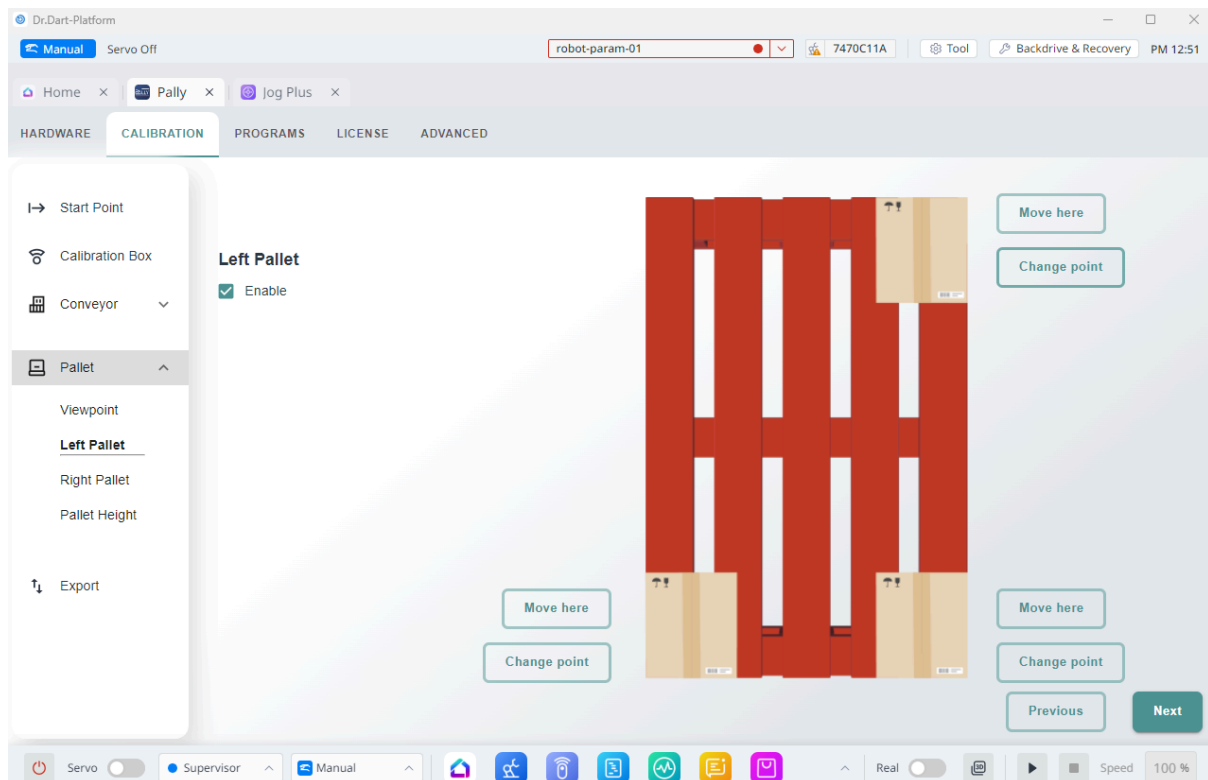 Dr.Dart-Platform
Manual Servo Off robot-param-01 7470C11A Tool Backdrive & Recovery PM 12:51
Home Pally Jog Plus
HARDWARE CALIBRATION PROGRAMS LICENSE ADVANCED
Start Point
Calibration Box
Conveyor
Pallet
Viewpoint
Left Pallet
Right Pallet
Pallet Height
Export
Left Pallet
Enable
Move here
Change point
Move here
Change point
Move here
Change point
Previous Next
Servo Supervisor Manual Real 3D Speed 100 %